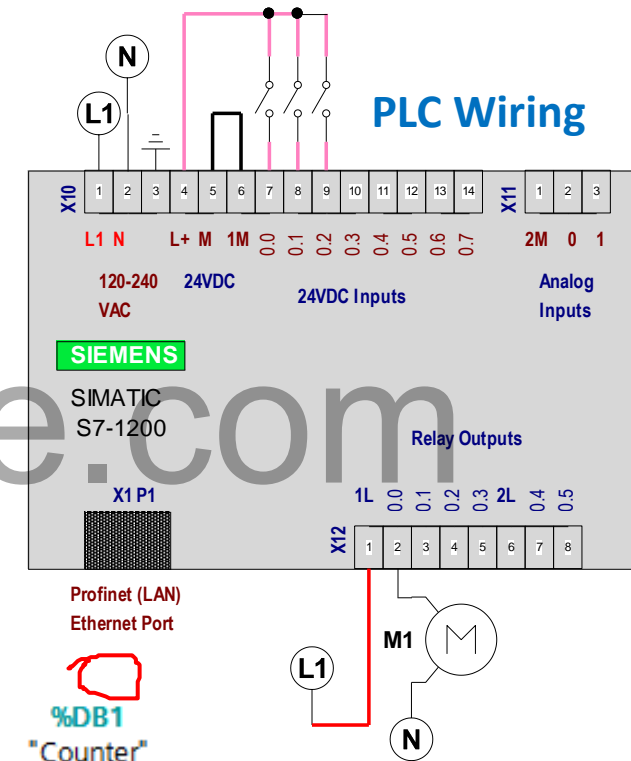 N
L1
PLC Wiring
X10
1 2 3 4 5 6 7 8 9 10 11 12 13 14
X11
1 2 3
L1 N L+ M 1M 0.0 0.1 0.2 0.3 0.4 0.5 0.6 0.7
2M 0 1
120-240
VAC
24VDC
24VDC Inputs
Analog
Inputs
SIEMENS
SIMATIC
S7-1200
e.com
Relay Outputs
X1 P1
1L 0.0 0.1 0.2 0.3 2L 0.4 0.5
X12
1 2 3 4 5 6 7 8
Profinet (LAN)
Ethernet Port
M1
M
L1
N
%DB1
"Counter"